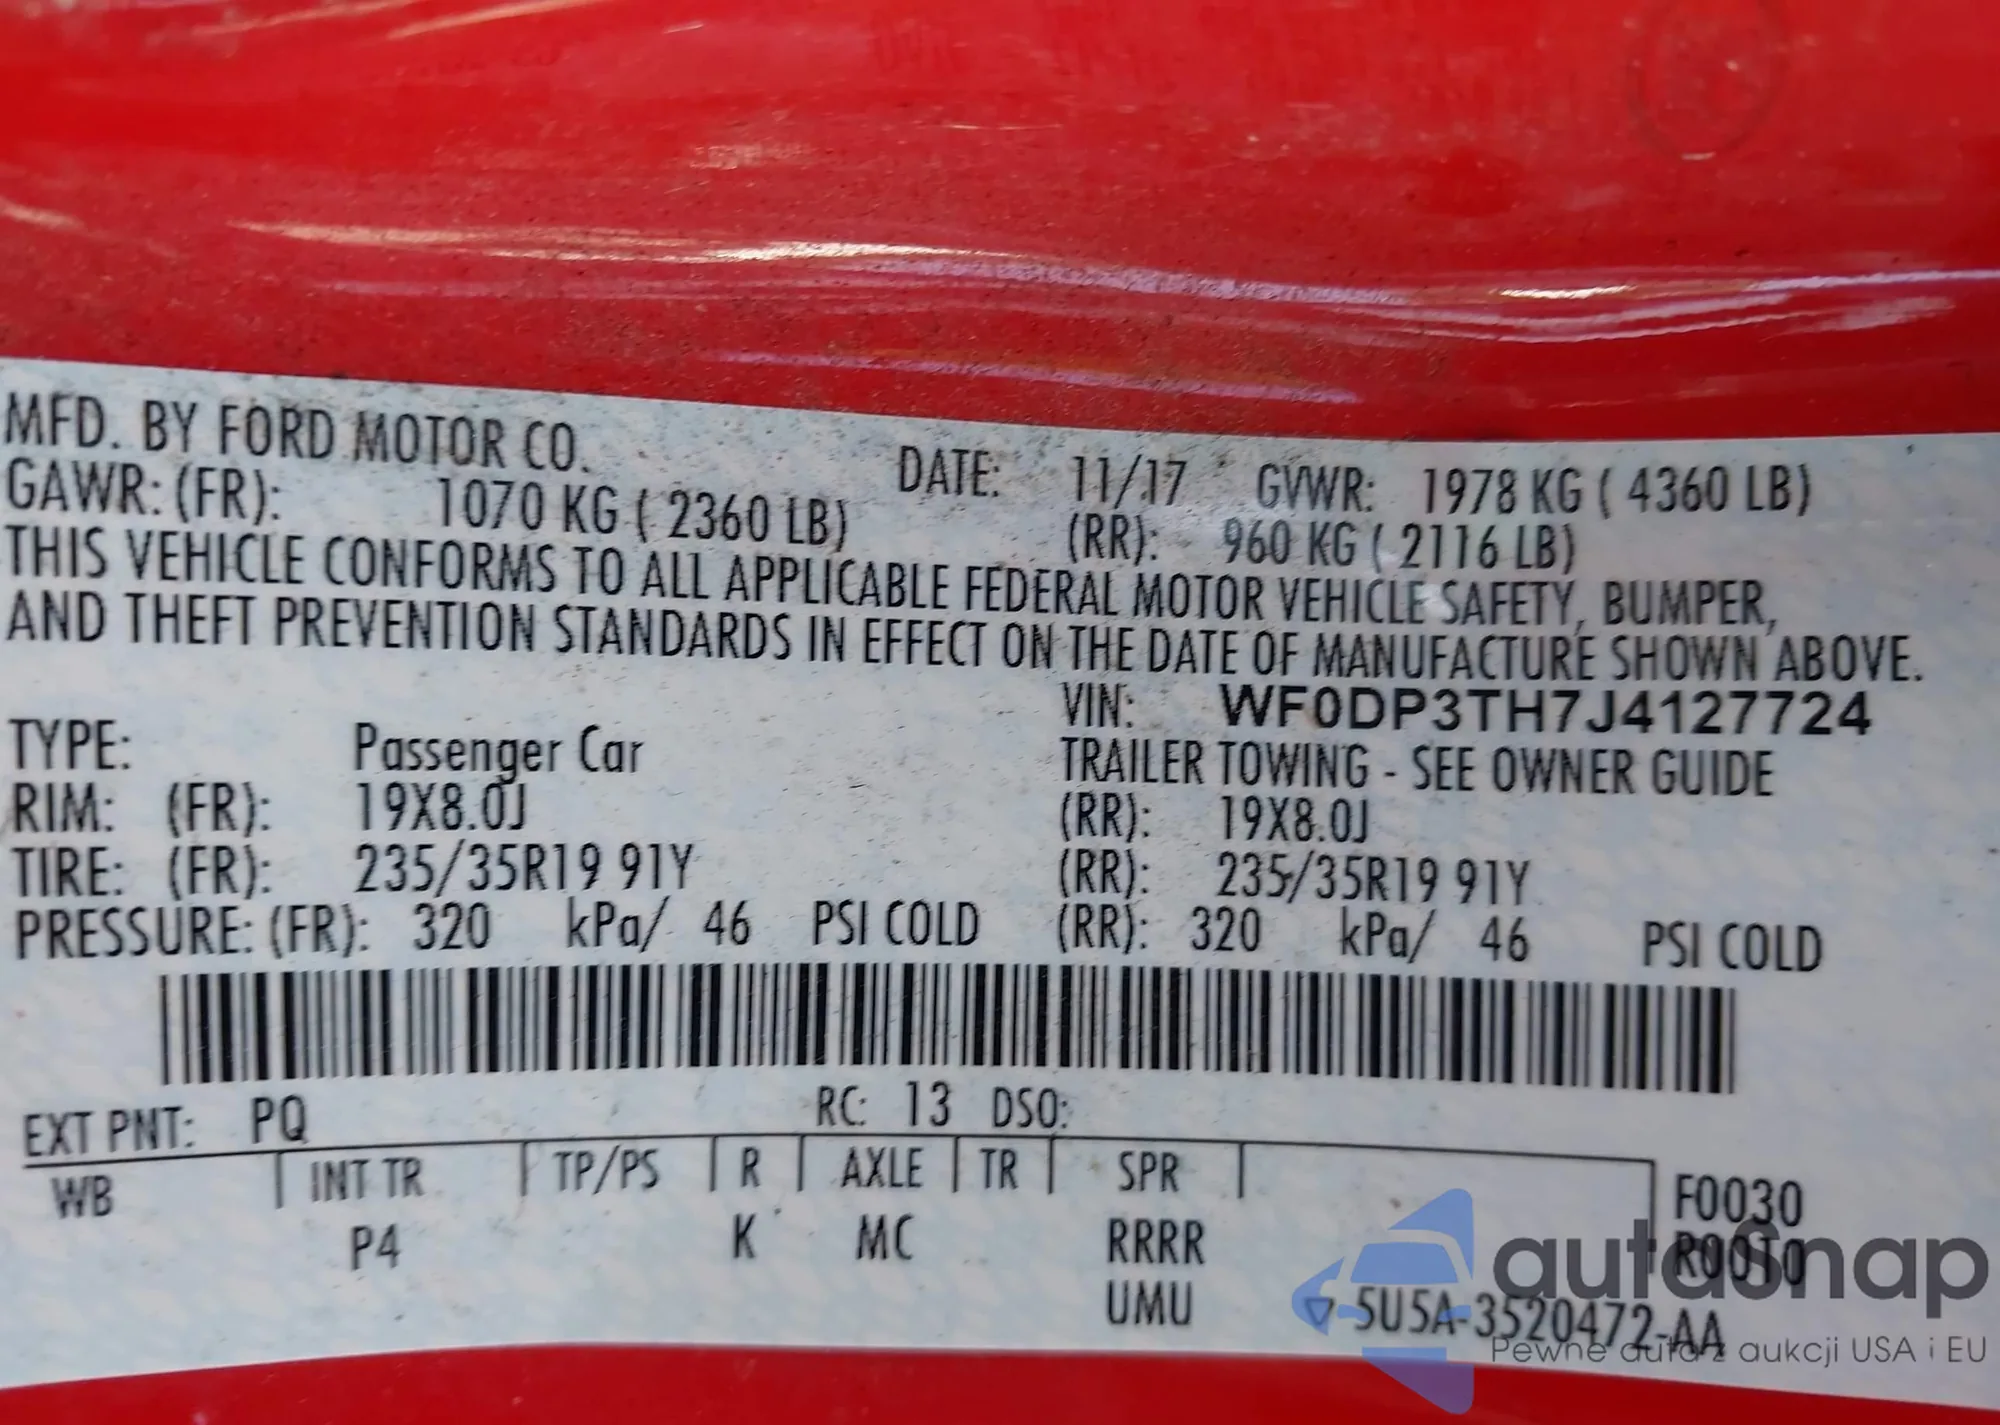 MFD. BY FORD MOTOR CO. DATE: 11/17 GVWR: 1978 KG ( 4360 LB)
GAWR: (FR): 1070 KG ( 2360 LB) (RR): 960 KG ( 2116 LB)
THIS VEHICLE CONFORMS TO ALL APPLICABLE FEDERAL MOTOR VEHICLE SAFETY, BUMPER,
AND THEFT PREVENTION STANDARDS IN EFFECT ON THE DATE OF MANUFACTURE SHOWN ABOVE.
VIN: WF0DP3TH7J4127724
TYPE: Passenger Car TRAILER TOWING - SEE OWNER GUIDE
RIM: (FR): 19X8.0J (RR): 19X8.0J
TIRE: (FR): 235/35R19 91Y (RR): 235/35R19 91Y
PRESSURE: (FR): 320 kPa/ 46 PSI COLD (RR): 320 kPa/ 46 PSI COLD
EXT PNT: PQ RC: 13 DSO:
WB INT TR TP/PS R AXLE TR SPR F0030
P4 K MC RRRR
UMU 5U5A-3520472-AA
autosnap
Pewne auta z aukcji USA i EU